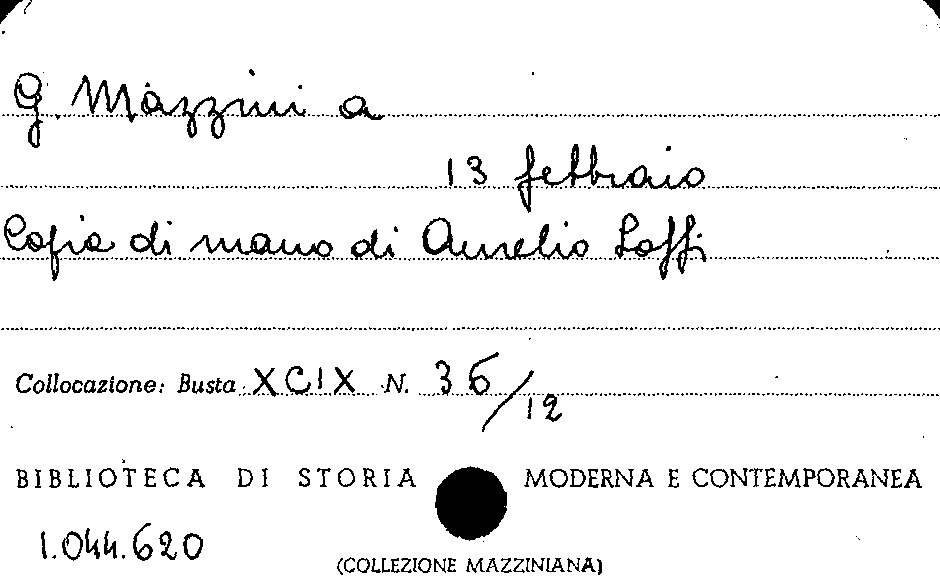 G. Mazzini a
13 febbraio
Copia di mano di Aurelio Saffi
Collocazione: Busta XCIX N. 36/12
BIBLIOTECA DI STORIA MODERNA E CONTEMPORANEA
1.044.620
(COLLEZIONE MAZZINIANA)